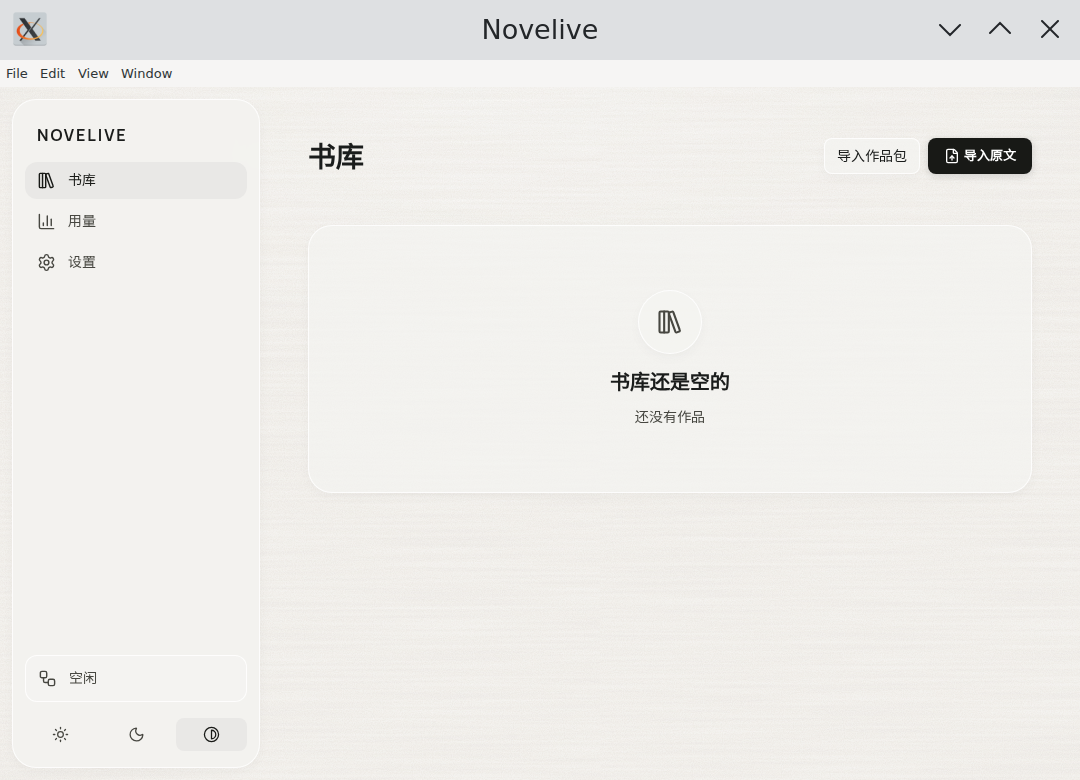 Novelive
File Edit View Window
NOVELIVE
书库
用量
设置
空闲
书库
导入作品包
导入原文
书库还是空的
还没有作品